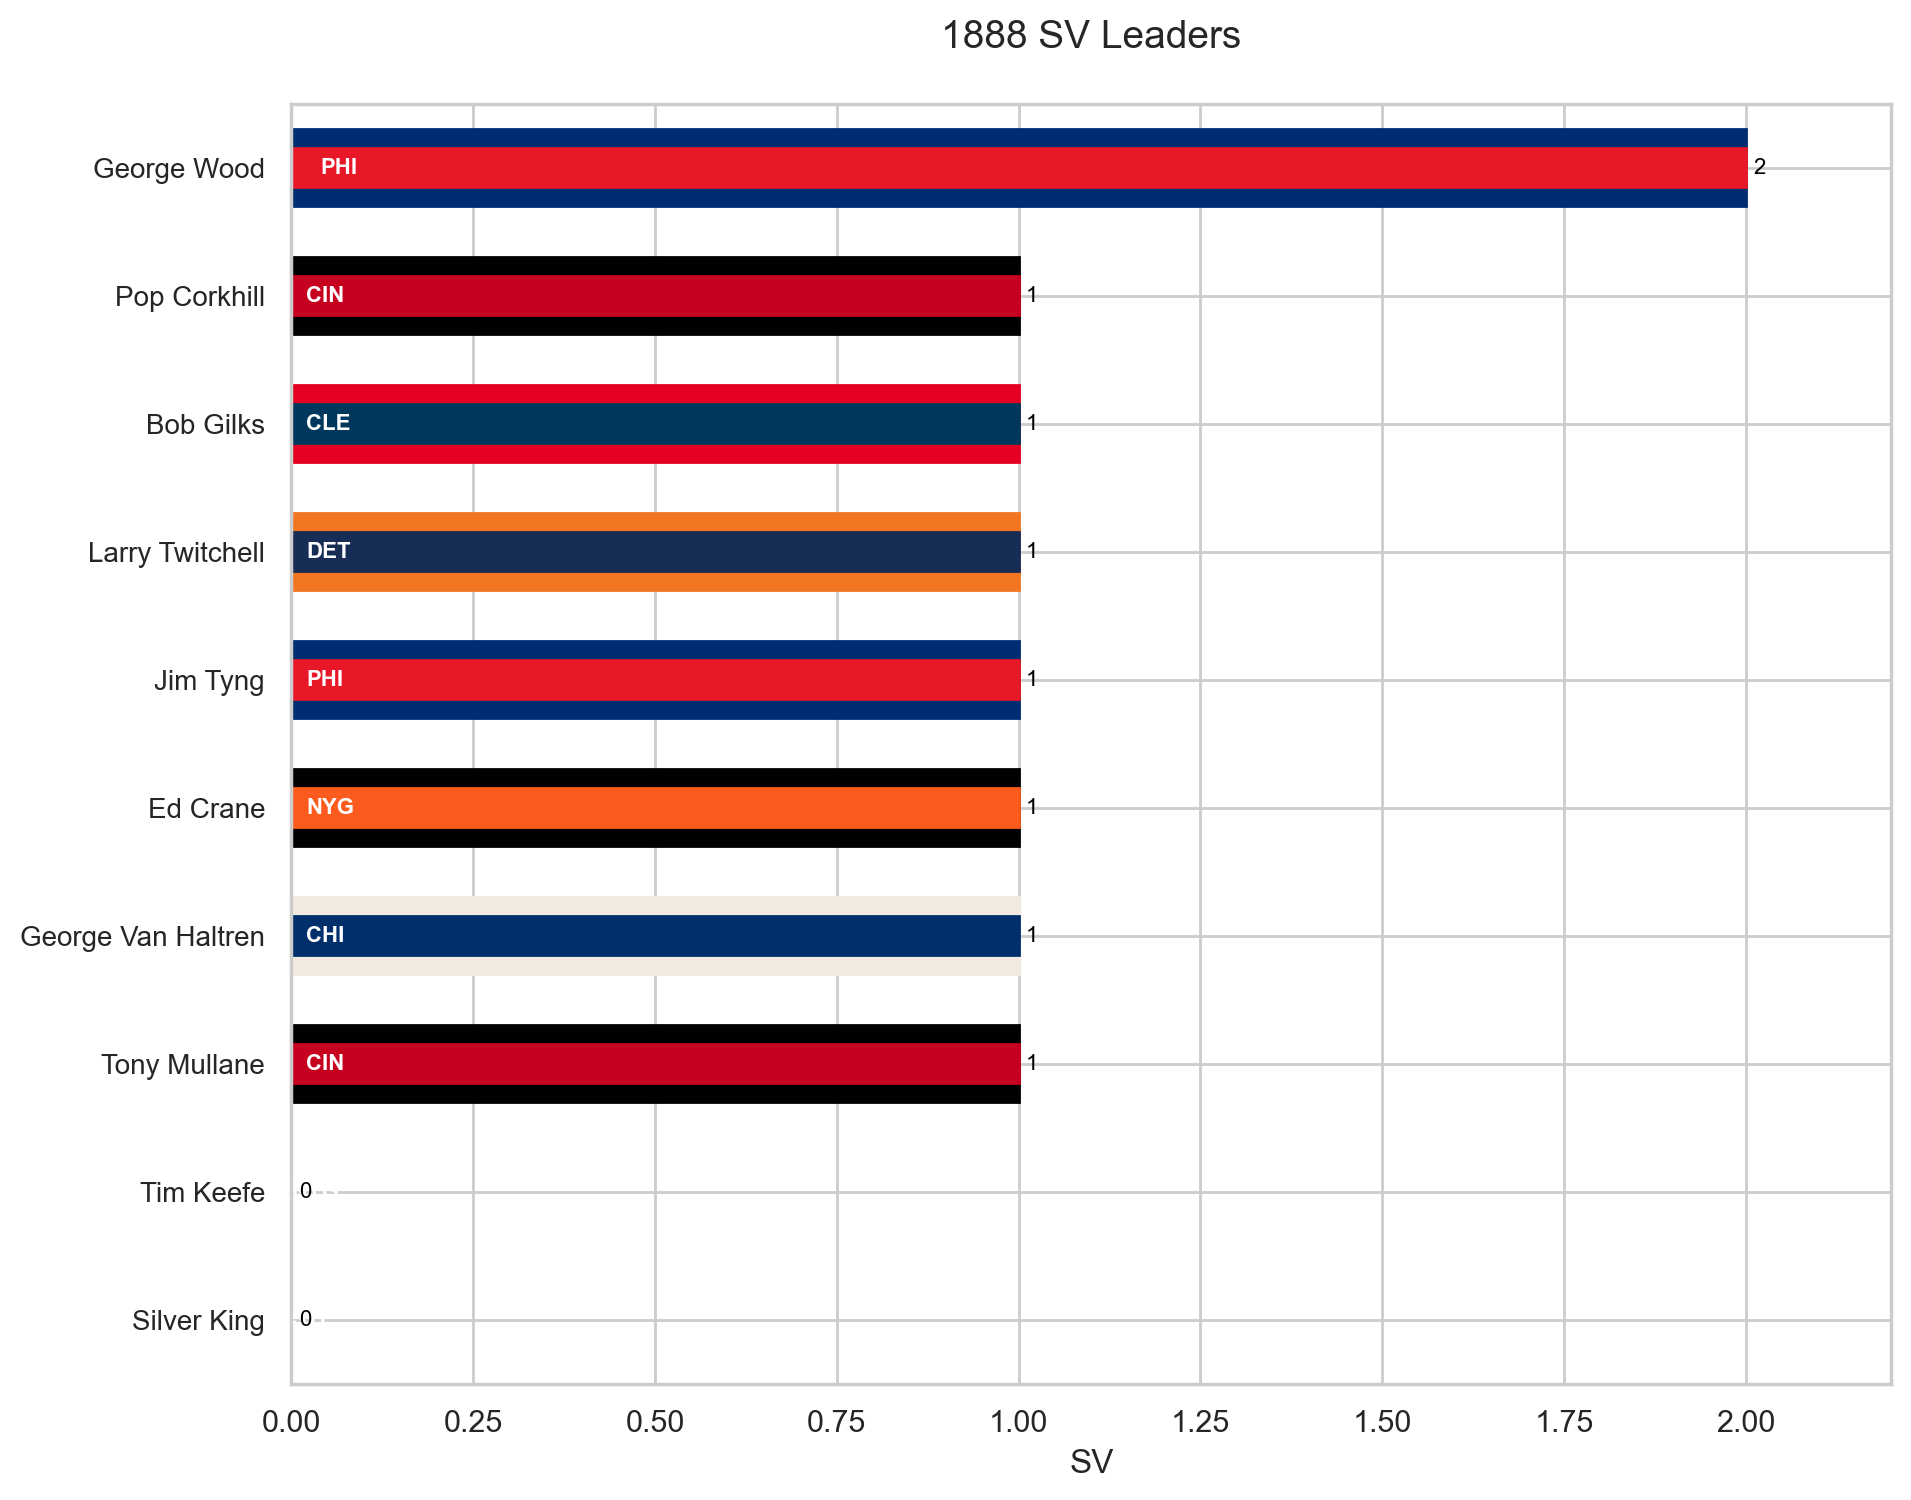 1888 SV Leaders
George Wood PHI 2
Pop Corkhill CIN 1
Bob Gilks CLE 1
Larry Twitchell DET 1
Jim Tyng PHI 1
Ed Crane NYG 1
George Van Haltren CHI 1
Tony Mullane CIN 1
Tim Keefe 0
Silver King 0
0.00 0.25 0.50 0.75 1.00 1.25 1.50 1.75 2.00
SV